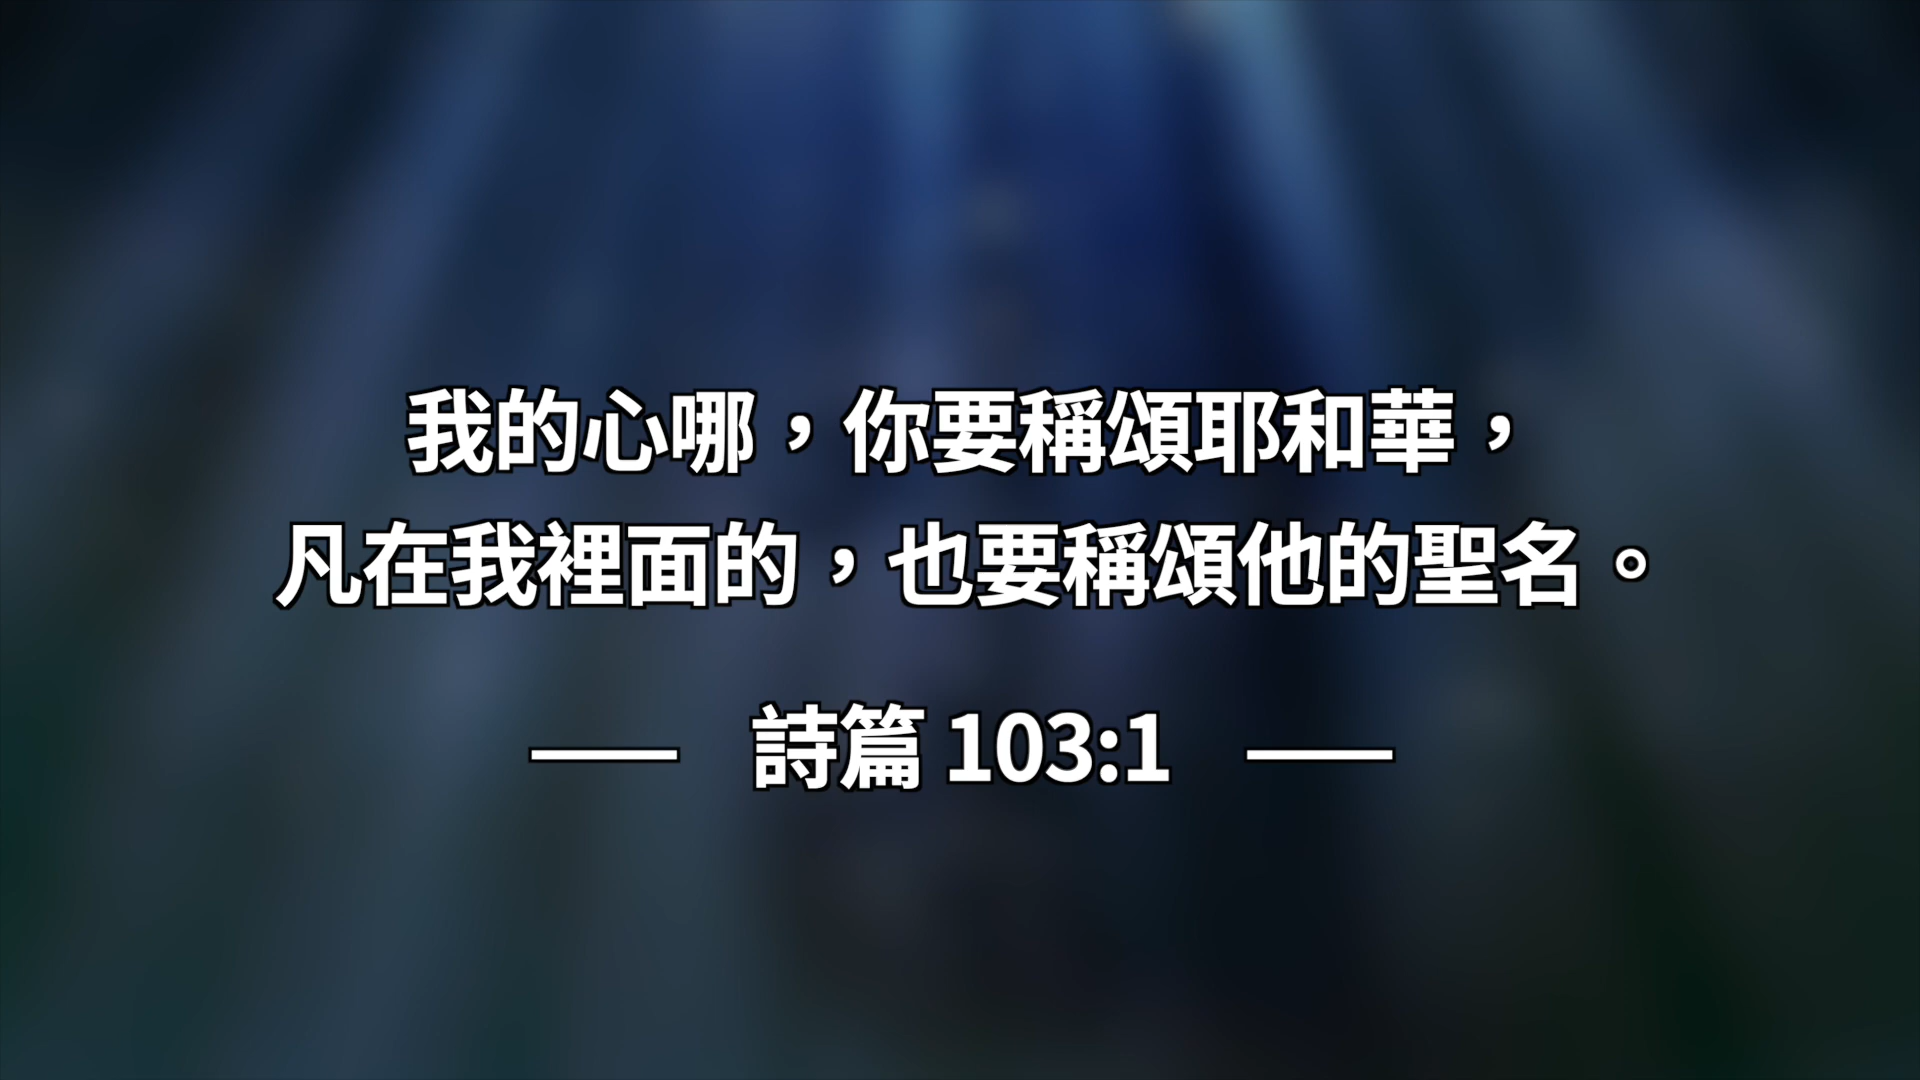 我的心哪，你要稱頌耶和華，
凡在我裡面的，也要稱頌他的聖名。
—— 詩篇 103:1 ——